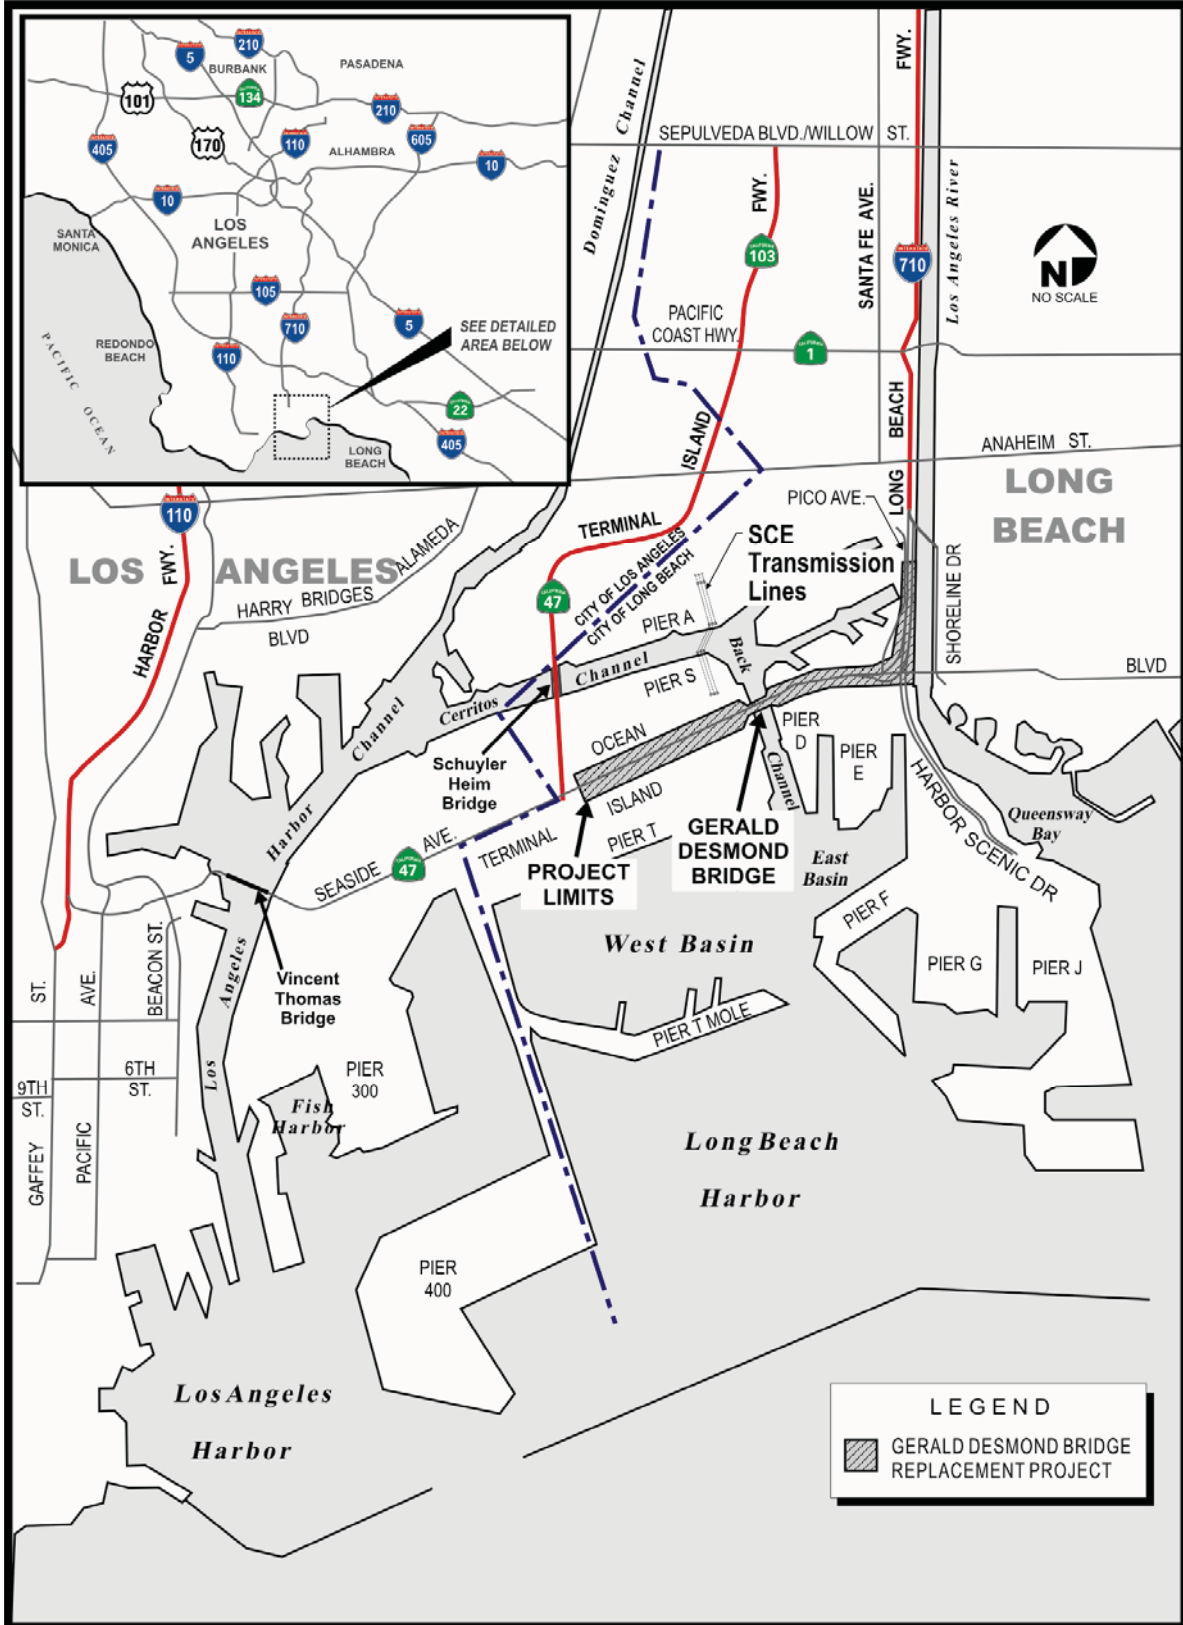 5
210
BURBANK
PASADENA
101
134
210
170
110
605
405
ALHAMBRA
10
10
SANTA
MONICA
LOS
ANGELES
105
710
5
SEE DETAILED
AREA BELOW
REDONDO
BEACH
110
PACIFIC OCEAN
22
405
LONG
BEACH
Dominguez Channel
SEPULVEDA BLVD./WILLOW ST.
FWY.
FWY.
103
SANTA FE AVE.
710
Los Angeles River
N
NO SCALE
PACIFIC
COAST HWY.
1
ISLAND
LONG BEACH
ANAHEIM ST.
LONG
BEACH
PICO AVE.
110
FWY.
HARBOR
LOS ANGELES
ALAMEDA
HARRY BRIDGES
BLVD
TERMINAL
47
CITY OF LOS ANGELES
CITY OF LONG BEACH
SCE
Transmission
Lines
PIER A
SHORELINE DR
Back
Channel
Cerritos
Channel
PIER S
BLVD
OCEAN
PIER
D
PIER
E
Channel
Schuyler
Heim
Bridge
Harbor
Channel
ISLAND
PIER T
GERALD
DESMOND
BRIDGE
HARBOR SCENIC DR
Queensway
Bay
SEASIDE AVE.
47
TERMINAL
PROJECT
LIMITS
East
Basin
PIER F
West Basin
PIER G
PIER J
BEACON ST.
Los Angeles
Vincent
Thomas
Bridge
PIER T MOLE
ST.
AVE.
6TH
ST.
9TH
ST.
GAFFEY
PACIFIC
PIER
300
Fish
Harbor
Long Beach
Harbor
PIER
400
Los Angeles
Harbor
LEGEND
GERALD DESMOND BRIDGE
REPLACEMENT PROJECT